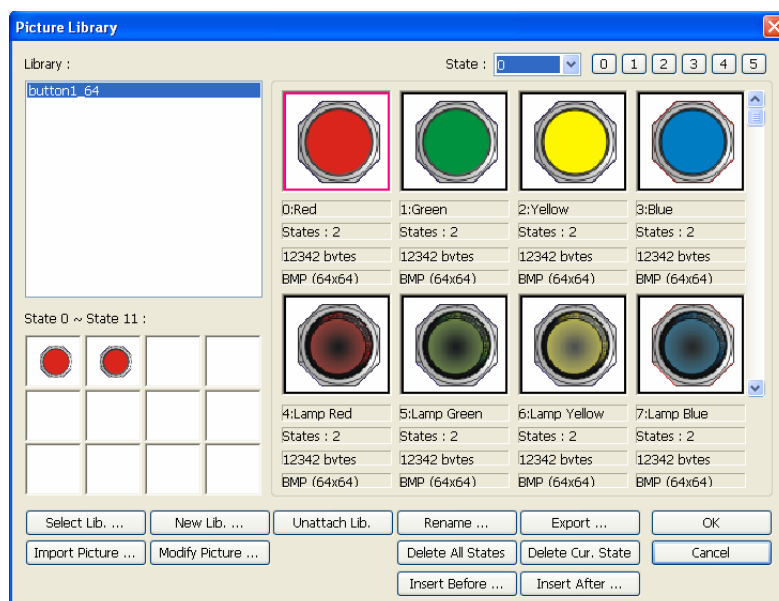 Picture Library
Library :
State : 0 0 1 2 3 4 5
button1_64
0:Red 1:Green 2:Yellow 3:Blue
States : 2 States : 2 States : 2 States : 2
12342 bytes 12342 bytes 12342 bytes 12342 bytes
BMP (64x64) BMP (64x64) BMP (64x64) BMP (64x64)
State 0 ~ State 11 :
4:Lamp Red 5:Lamp Green 6:Lamp Yellow 7:Lamp Blue
States : 2 States : 2 States : 2 States : 2
12342 bytes 12342 bytes 12342 bytes 12342 bytes
BMP (64x64) BMP (64x64) BMP (64x64) BMP (64x64)
Select Lib. ... New Lib. ... Unattach Lib. Rename ... Export ... OK
Import Picture ... Modify Picture ... Delete All States Delete Cur. State Cancel
Insert Before ... Insert After ...